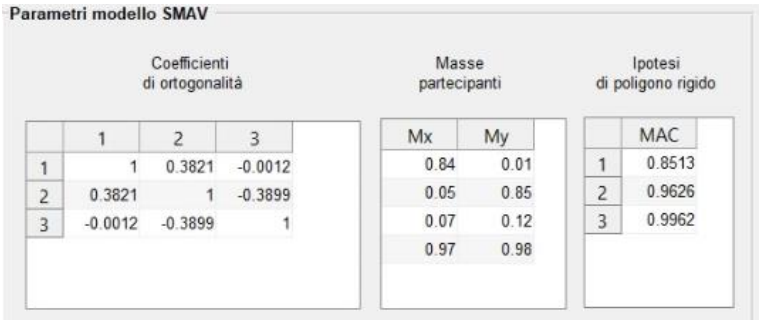 Parametri modello SMAV
Coefficienti
di ortogonalità
1 2 3
1 1 0.3821 -0.0012
2 0.3821 1 -0.3899
3 -0.0012 -0.3899 1
Masse
partecipanti
Mx My
0.84 0.01
0.05 0.85
0.07 0.12
0.97 0.98
Ipotesi
di poligono rigido
MAC
1 0.8513
2 0.9626
3 0.9962